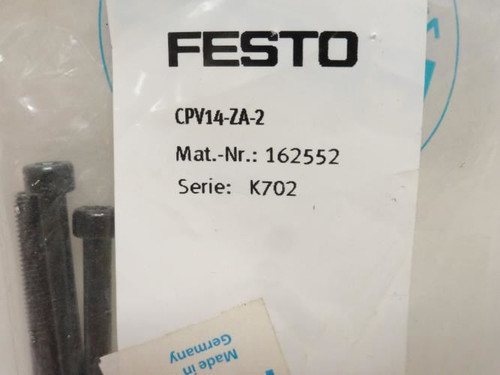 FESTO
CPV14-ZA-2
Mat.-Nr.: 162552
Serie: K702
Made in
Germany